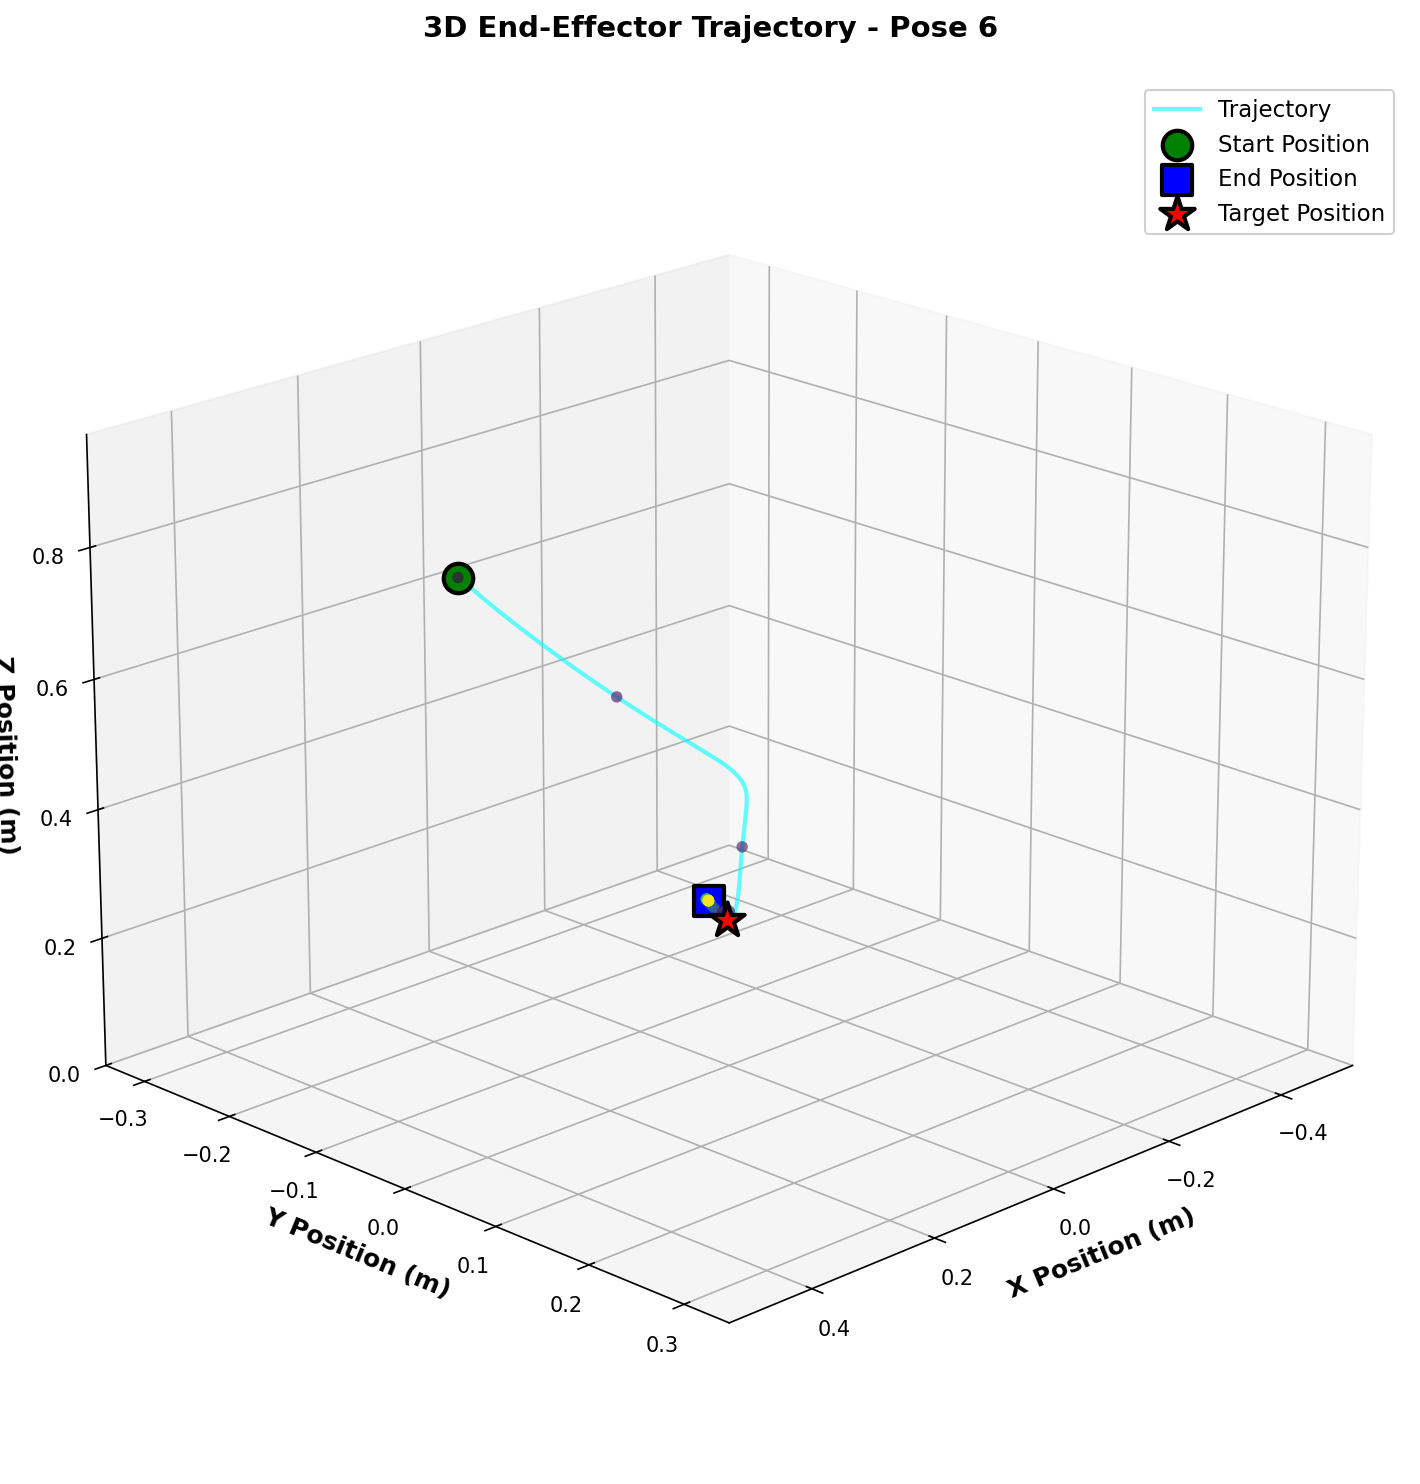 3D End-Effector Trajectory - Pose 6
Trajectory
Start Position
End Position
Target Position
0.8
0.6
0.4
0.2
0.0
Z Position (m)
−0.3
−0.2
−0.1
0.0
0.1
0.2
0.3
Y Position (m)
−0.4
−0.2
0.0
0.2
0.4
X Position (m)